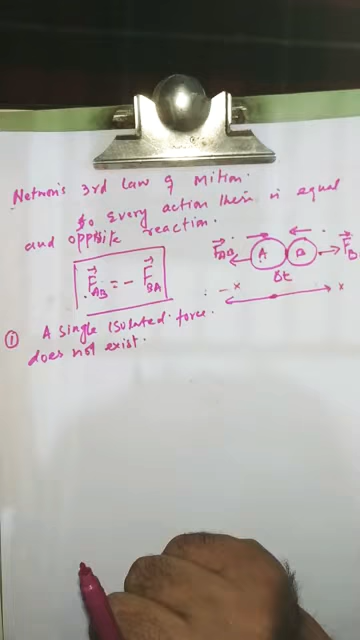 Newton's 3rd Law of Motion.
To Every action there is equal
and opposite reaction.
F⃗AB = - F⃗BA
F⃗AB A B F⃗B
Δt
- x x
① A single isolated force
does not exist.